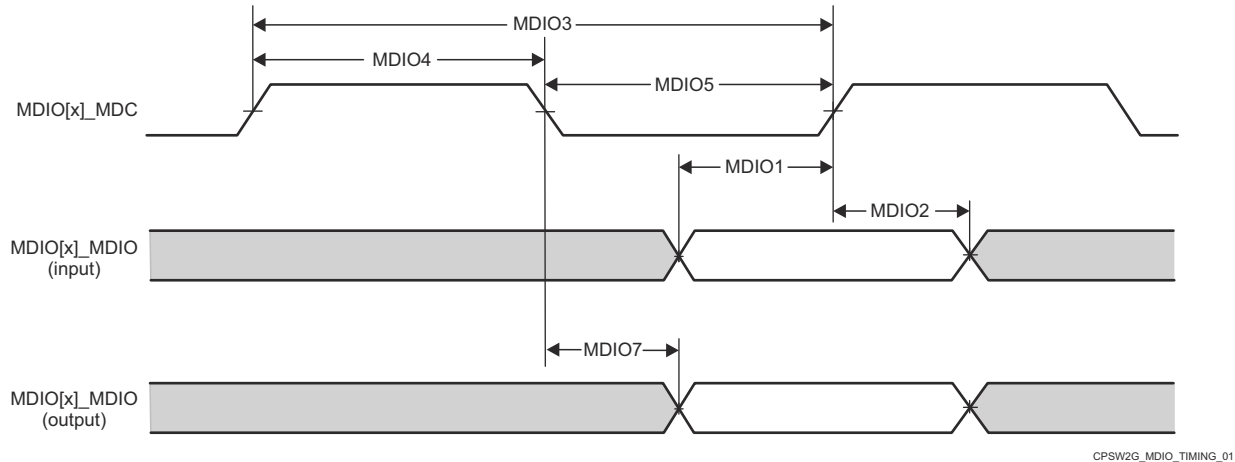 MDIO3
MDIO4
MDIO5
MDIO[x]_MDC
MDIO1
MDIO2
MDIO[x]_MDIO
(input)
MDIO7
MDIO[x]_MDIO
(output)
CPSW2G_MDIO_TIMING_01